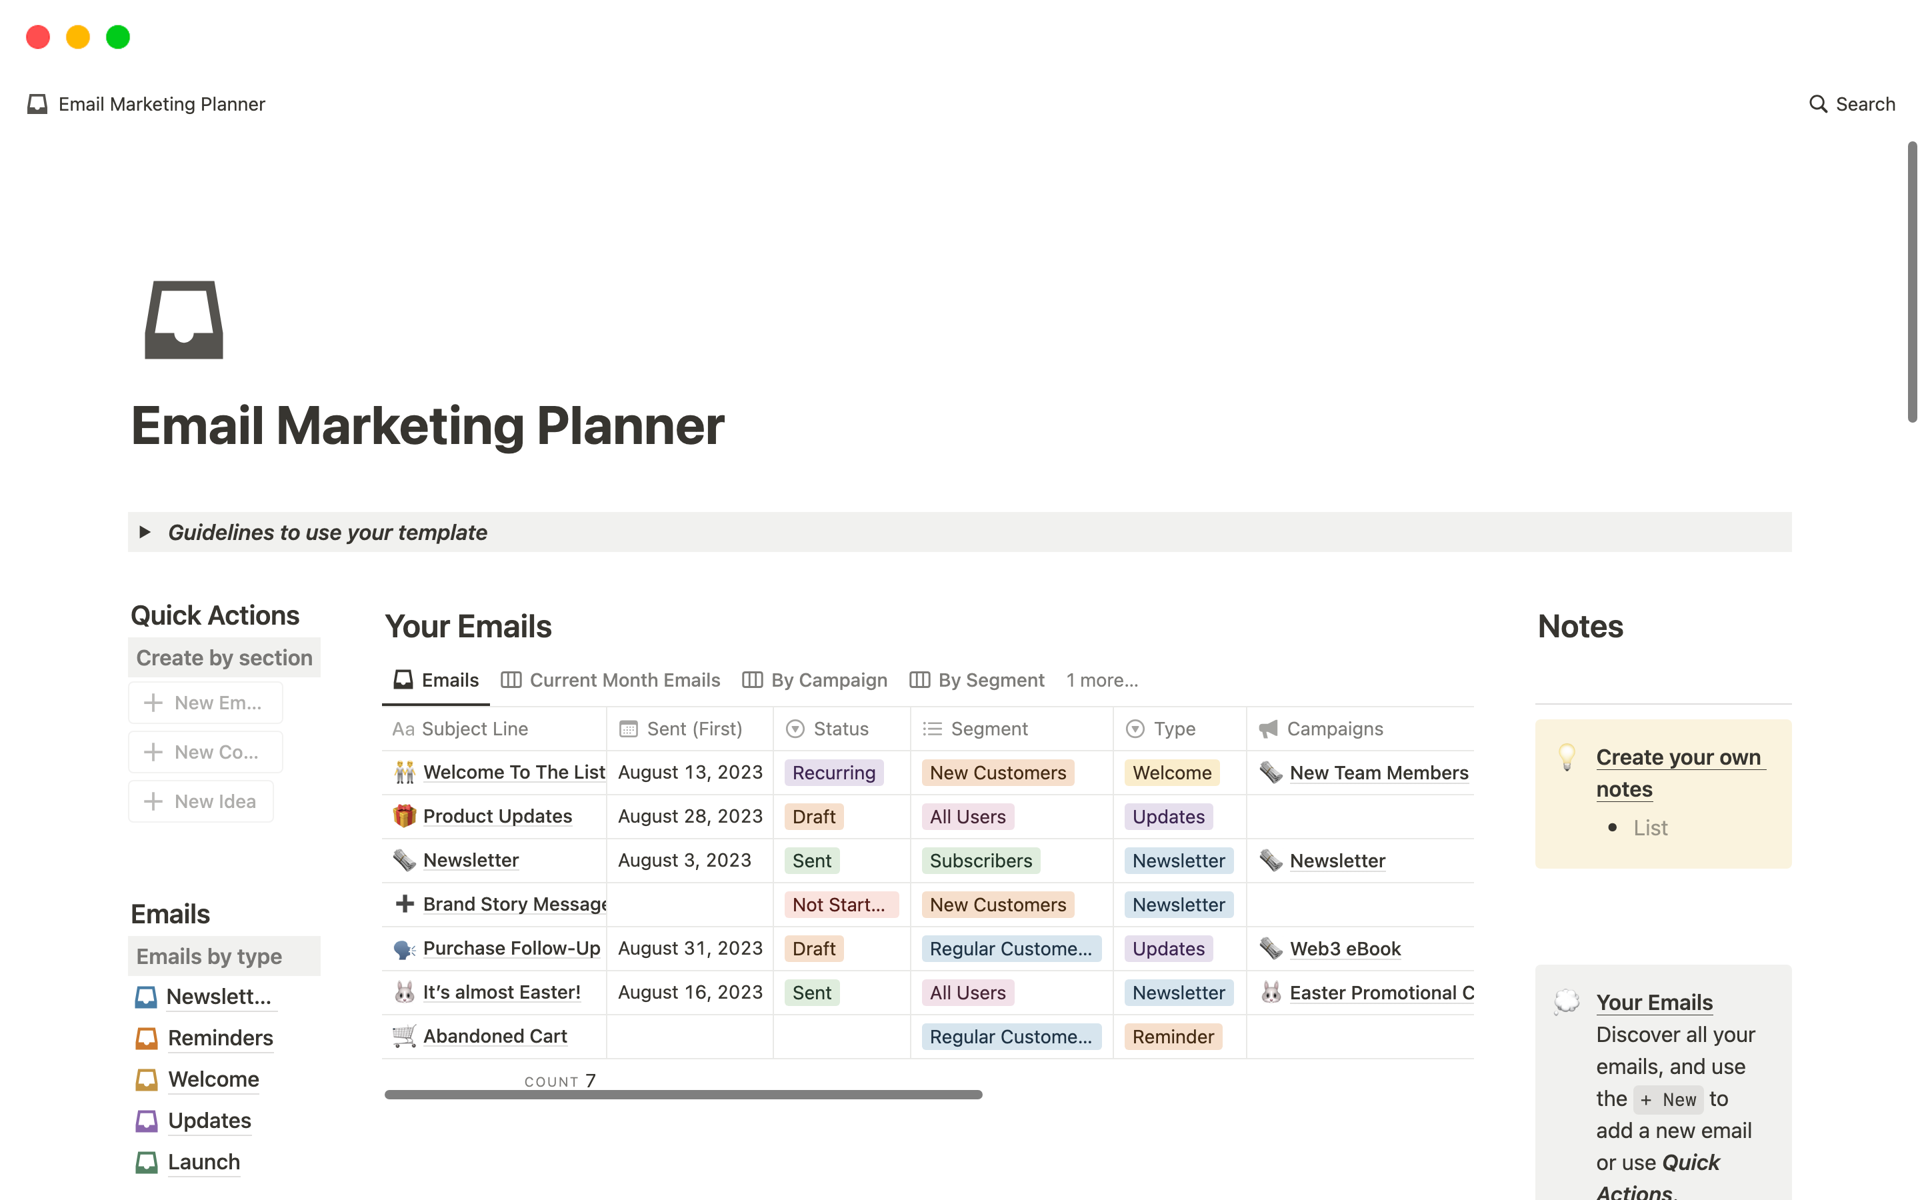 Email Marketing Planner
Search
Email Marketing Planner
Guidelines to use your template
Quick Actions
Create by section
New Em...
New Co...
New Idea
Emails
Emails by type
Newslett...
Reminders
Welcome
Updates
Launch
Your Emails
Emails Current Month Emails By Campaign By Segment 1 more...
Aa Subject Line Sent (First) Status Segment Type Campaigns
Welcome To The List August 13, 2023 Recurring New Customers Welcome New Team Members
Product Updates August 28, 2023 Draft All Users Updates
Newsletter August 3, 2023 Sent Subscribers Newsletter Newsletter
Brand Story Message Not Start... New Customers Newsletter
Purchase Follow-Up August 31, 2023 Draft Regular Custome... Updates Web3 eBook
It's almost Easter! August 16, 2023 Sent All Users Newsletter Easter Promotional C
Abandoned Cart Regular Custome... Reminder
COUNT 7
Notes
Create your own
notes
• List
Your Emails
Discover all your
emails, and use
the + New to
add a new email
or use Quick
Actions.